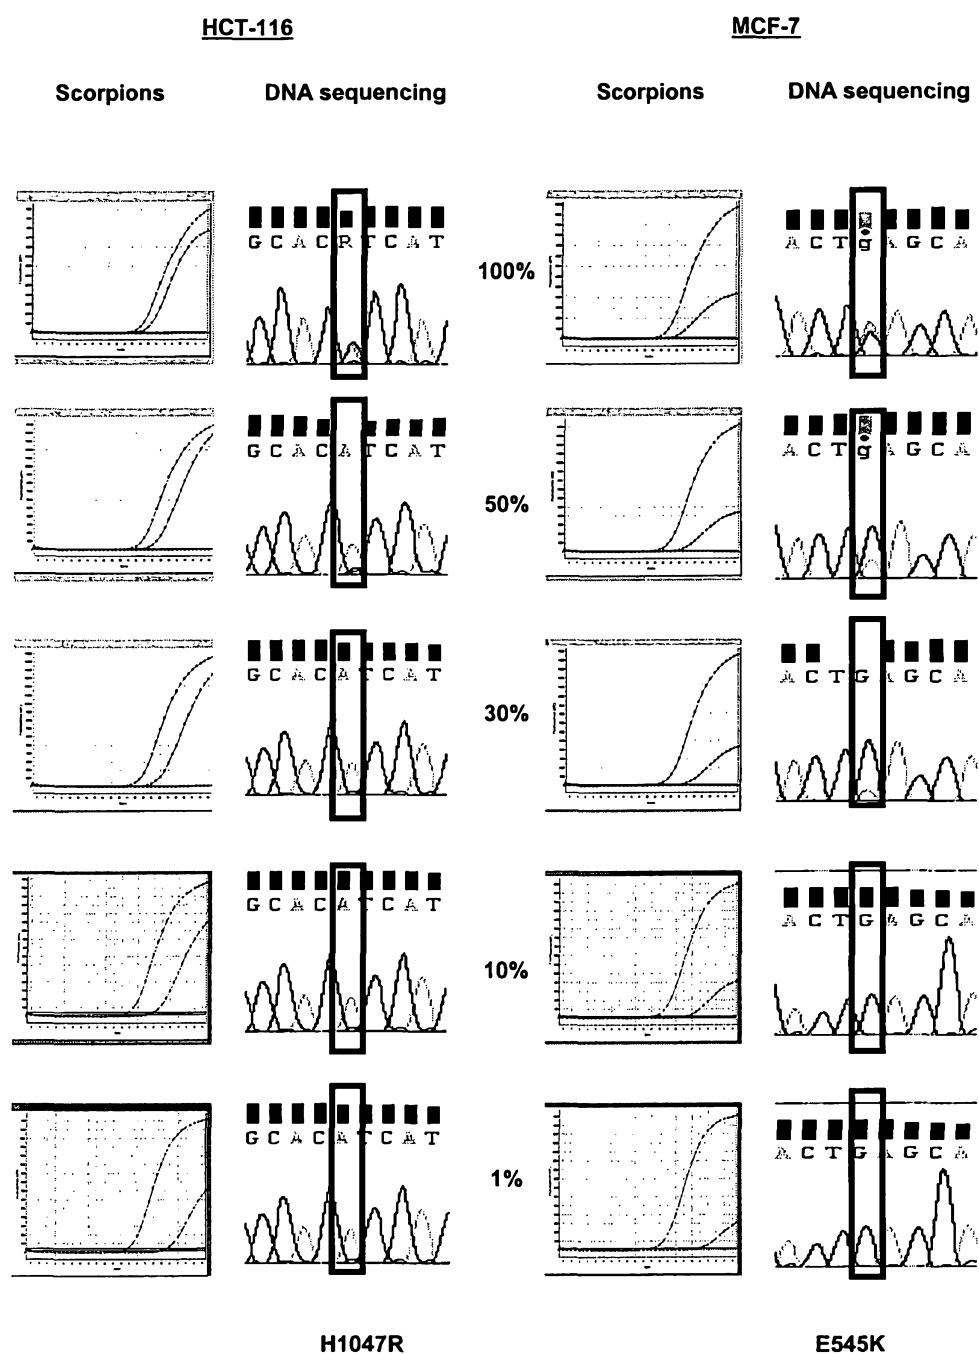 HCT-116 MCF-7
Scorpions DNA sequencing Scorpions DNA sequencing
G C A C R T C A T 100% A C T g A G C A
G C A C A T C A T 50% A C T g A G C A
G C A C A T C A T 30% A C T G A G C A
G C A C A T C A T 10% A C T G A G C A
G C A C A T C A T 1% A C T G A G C A
H1047R E545K